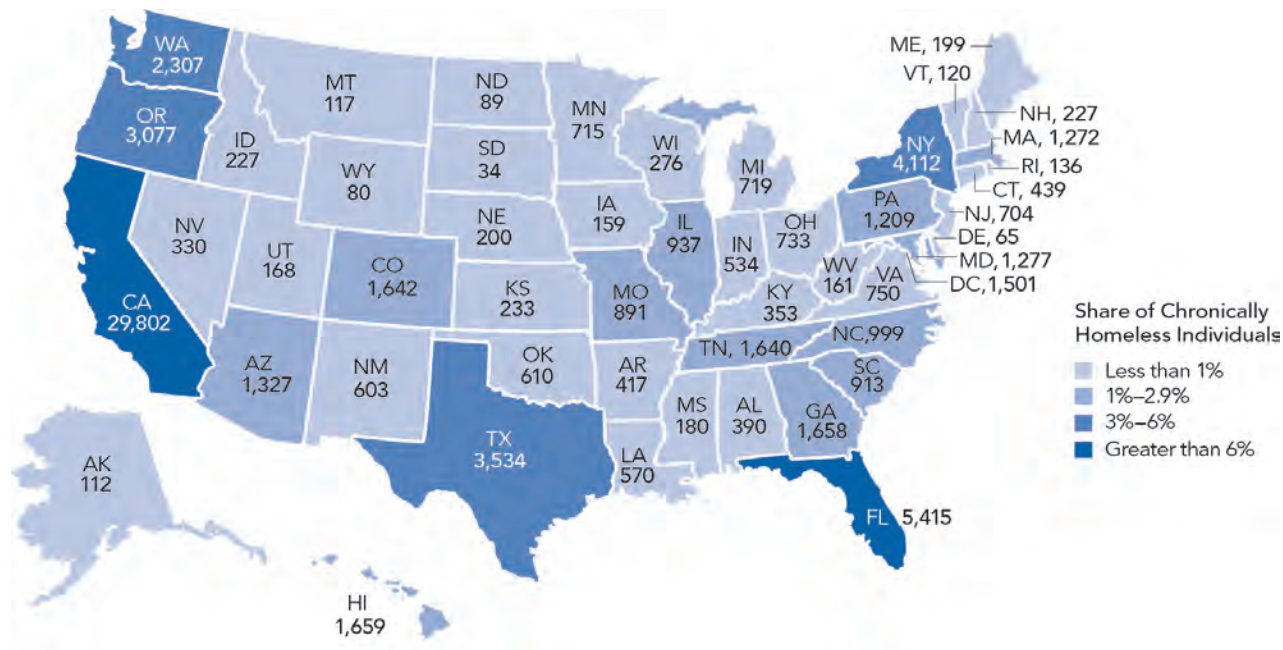 WA
2,307
OR
3,077
CA
29,802
ID
227
NV
330
MT
117
WY
80
UT
168
AZ
1,327
CO
1,642
NM
603
ND
89
SD
34
NE
200
KS
233
OK
610
TX
3,534
MN
715
IA
159
MO
891
AR
417
LA
570
WI
276
IL
937
MI
719
IN
534
OH
733
KY
353
TN, 1,640
MS
180
AL
390
GA
1,658
FL 5,415
SC
913
NC,999
WV
161
VA
750
PA
1,209
NY
4,112
ME, 199
VT, 120
NH, 227
MA, 1,272
RI, 136
CT, 439
NJ, 704
DE, 65
MD, 1,277
DC,1,501
AK
112
HI
1,659
Share of Chronically
Homeless Individuals
Less than 1%
1%–2.9%
3%–6%
Greater than 6%